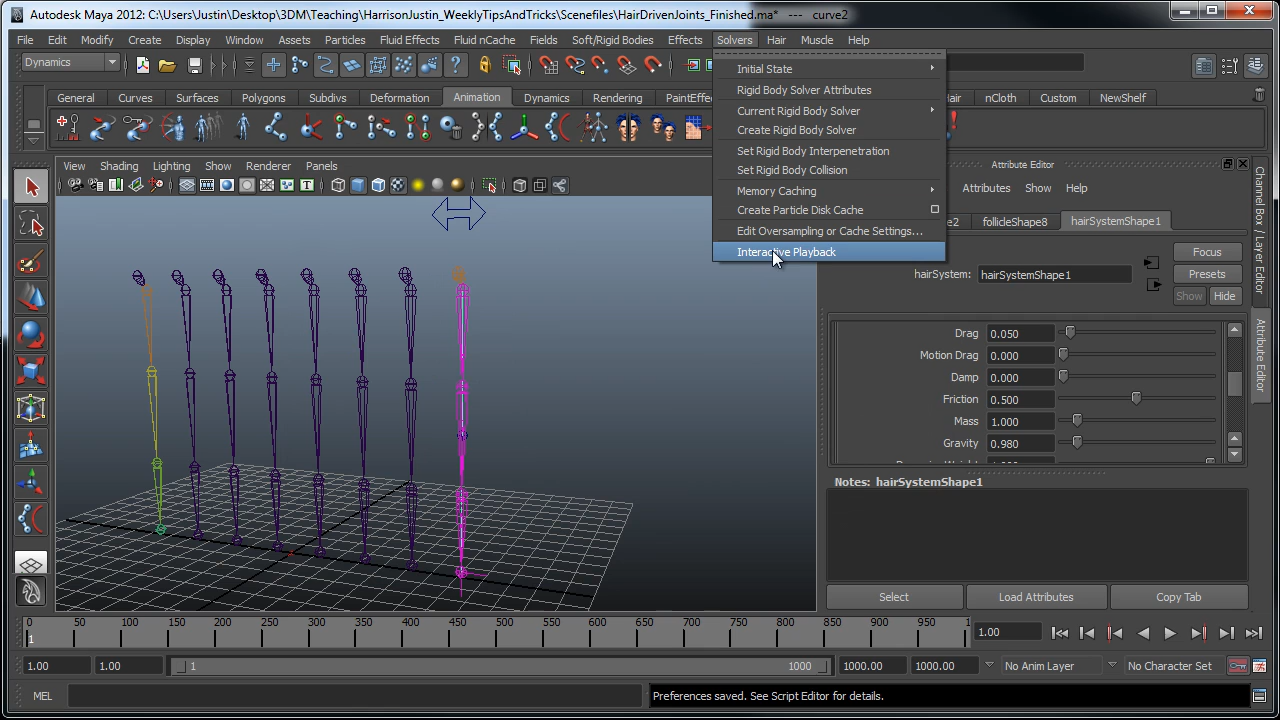 Autodesk Maya 2012: C:\Users\Justin\Desktop\3DM\Teaching\HarrisonJustin_WeeklyTipsAndTricks\Scenefiles\HairDrivenJoints_Finished.ma* --- curve2
File Edit Modify Create Display Window Assets Particles Fluid Effects Fluid nCache Fields Soft/Rigid Bodies Effects Solvers Hair Muscle Help
Dynamics
General Curves Surfaces Polygons Subdivs Deformation Animation Dynamics Rendering PaintEffe
Hair nCloth Custom NewShelf
Initial State
Rigid Body Solver Attributes
Current Rigid Body Solver
Create Rigid Body Solver
Set Rigid Body Interpenetration
Set Rigid Body Collision
Memory Caching
Create Particle Disk Cache
Edit Oversampling or Cache Settings...
Interactive Playback
View Shading Lighting Show Renderer Panels
Attribute Editor
Attributes Show Help
e2 follicleShape8 hairSystemShape1
hairSystem: hairSystemShape1
Focus
Presets
Show Hide
Drag 0.050
Motion Drag 0.000
Damp 0.000
Friction 0.500
Mass 1.000
Gravity 0.980
Notes: hairSystemShape1
Select Load Attributes Copy Tab
Channel Box / Layer Editor
Attribute Editor
0 50 100 150 200 250 300 350 400 450 500 550 600 650 700 750 800 850 900 950 1
1
1.00
1.00 1.00 1 1000 1000.00 1000.00 No Anim Layer No Character Set
MEL
Preferences saved. See Script Editor for details.